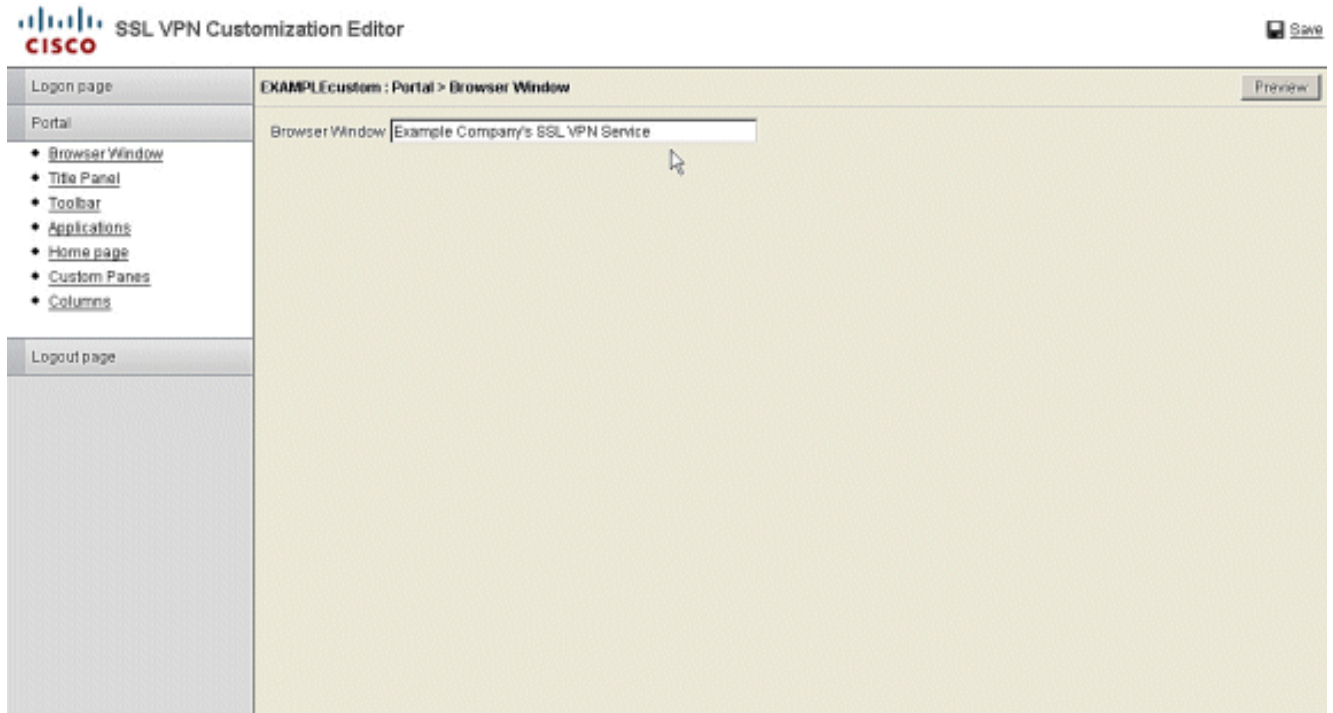 CISCO SSL VPN Customization Editor
Save
Logon page
EXAMPLEcustom : Portal > Browser Window
Preview
Portal
Browser Window Example Company's SSL VPN Service
Browser Window
Title Panel
Toolbar
Applications
Home page
Custom Panes
Columns
Logout page